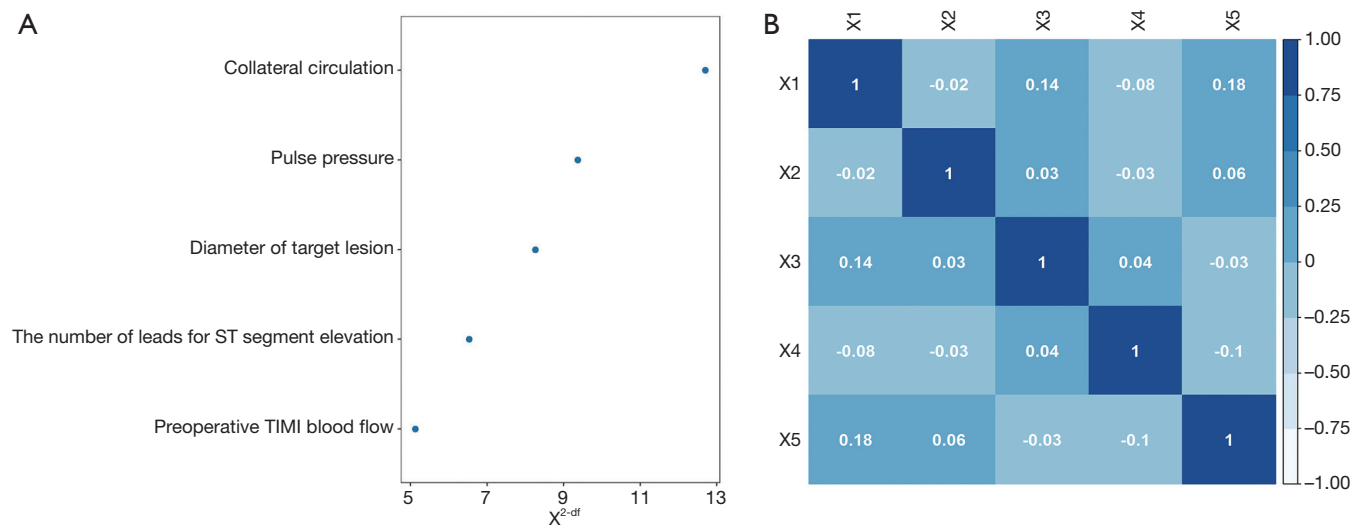 A
Collateral circulation
Pulse pressure
Diameter of target lesion
The number of leads for ST segment elevation
Preoperative TIMI blood flow
5 7 9 11 13
X2-df
B
X1 X2 X3 X4 X5
X1 1 -0.02 0.14 -0.08 0.18
X2 -0.02 1 0.03 -0.03 0.06
X3 0.14 0.03 1 0.04 -0.03
X4 -0.08 -0.03 0.04 1 -0.1
X5 0.18 0.06 -0.03 -0.1 1
1.00
0.75
0.50
0.25
0
−0.25
−0.50
−0.75
−1.00